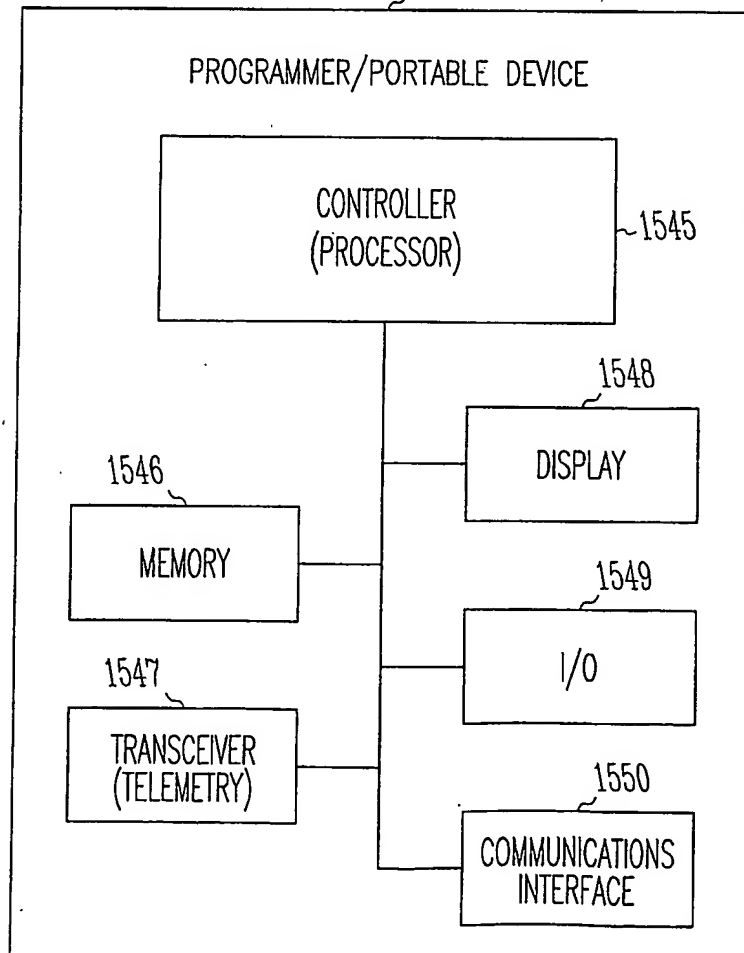 PROGRAMMER/PORTABLE DEVICE
CONTROLLER
(PROCESSOR)
1545
1548
DISPLAY
1546
MEMORY
1549
I/O
1547
TRANSCEIVER
(TELEMETRY)
1550
COMMUNICATIONS
INTERFACE